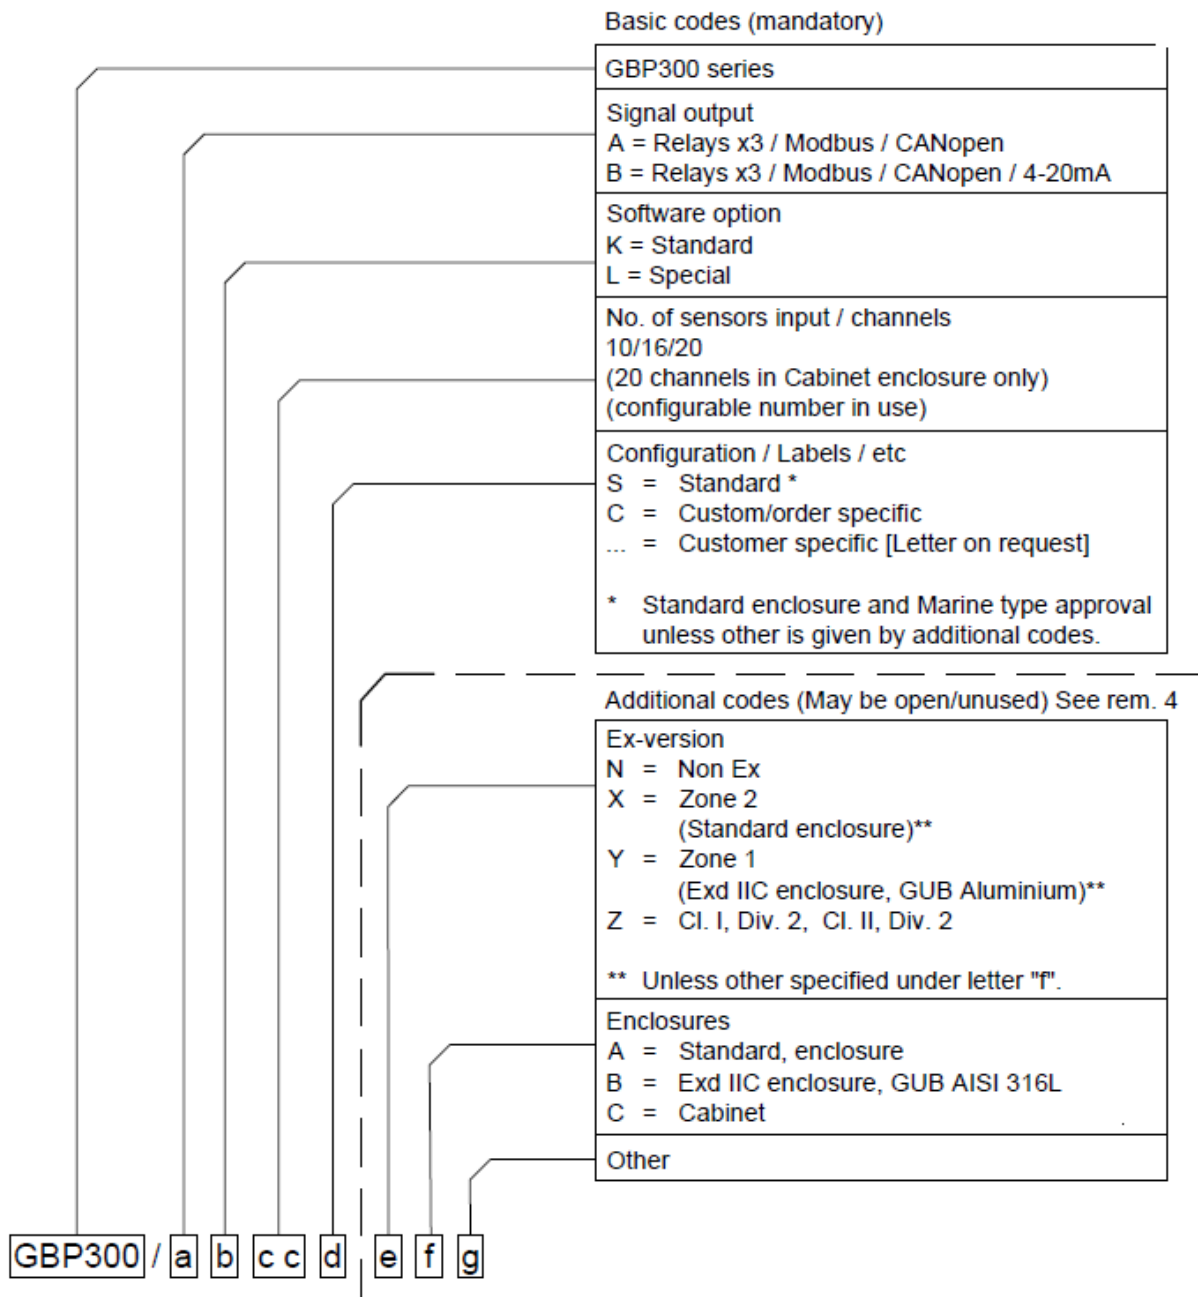 Basic codes (mandatory)
GBP300 series
Signal output
A = Relays x3 / Modbus / CANopen
B = Relays x3 / Modbus / CANopen / 4-20mA
Software option
K = Standard
L = Special
No. of sensors input / channels
10/16/20
(20 channels in Cabinet enclosure only)
(configurable number in use)
Configuration / Labels / etc
S = Standard *
C = Custom/order specific
... = Customer specific [Letter on request]
* Standard enclosure and Marine type approval
unless other is given by additional codes.
Additional codes (May be open/unused) See rem. 4
Ex-version
N = Non Ex
X = Zone 2
(Standard enclosure)**
Y = Zone 1
(Exd IIC enclosure, GUB Aluminium)**
Z = Cl. I, Div. 2, Cl. II, Div. 2
** Unless other specified under letter "f".
Enclosures
A = Standard, enclosure
B = Exd IIC enclosure, GUB AISI 316L
C = Cabinet
Other
GBP300 / a b c c d e f g